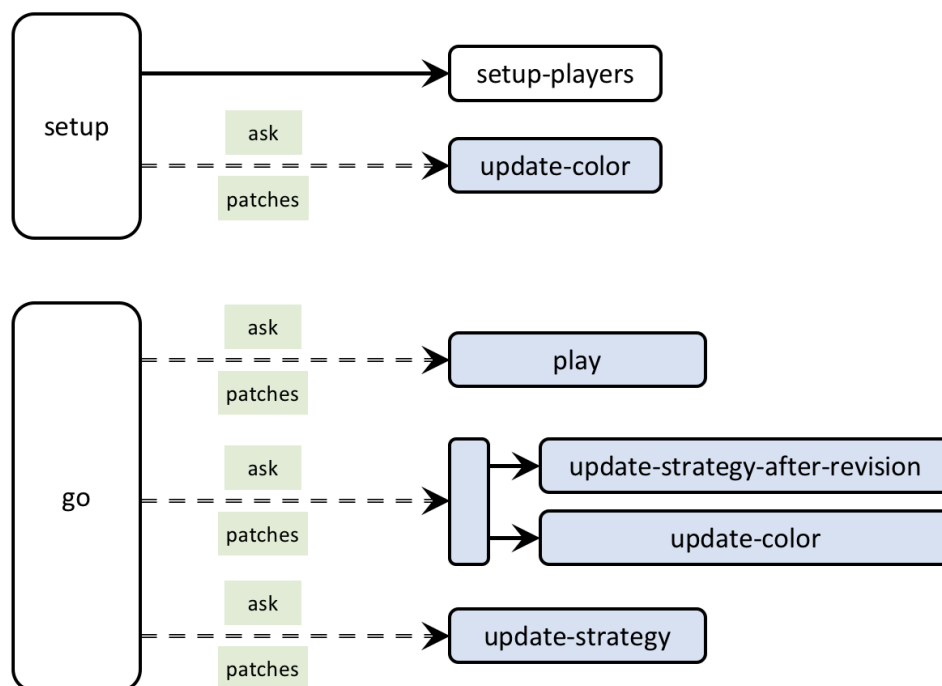 setup
setup-players
ask
patches
update-color
go
ask
patches
play
ask
patches
update-strategy-after-revision
update-color
ask
patches
update-strategy